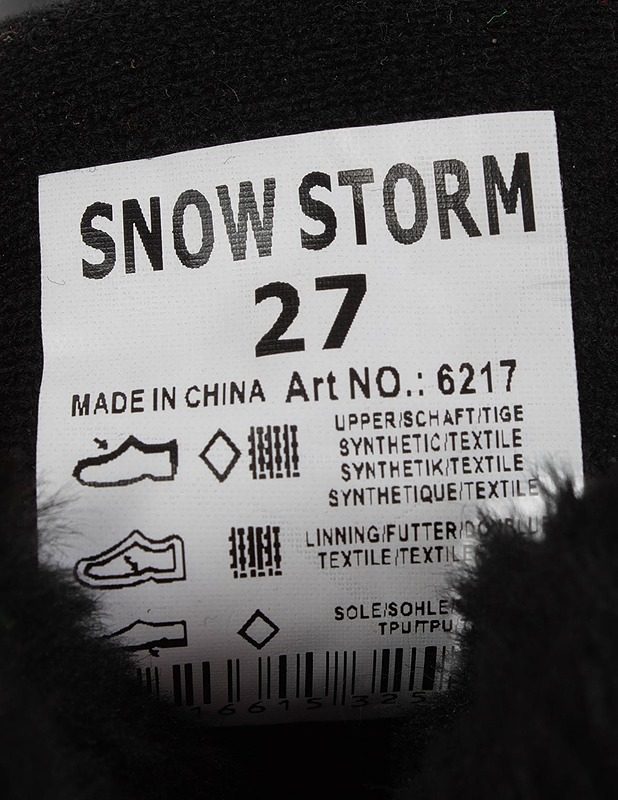 SNOW STORM
27
MADE IN CHINA Art NO.: 6217
UPPER/SCHAFT/TIGE
SYNTHETIC/TEXTILE
SYNTHETIK/TEXTILE
SYNTHETIQUE/TEXTILE
LINNING/FUTTER/
TEXTILE/TEXTILE
SOLE/SOHLE/
TPU/TPU